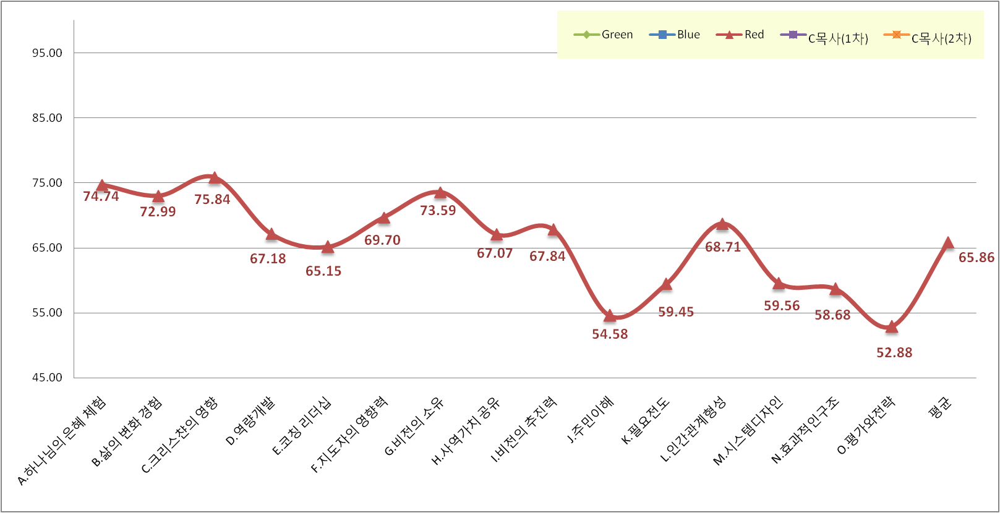 Green Blue Red C목사(1차) C목사(2차)
95.00
85.00
75.00
65.00
55.00
45.00
74.74
72.99
75.84
67.18
65.15
69.70
73.59
67.07
67.84
54.58
59.45
68.71
59.56
58.68
52.88
65.86
A.하나님의 은혜 체험
B.삶의 변화 경험
C.크리스찬의 영향
D.역량개발
E.코칭 리더십
F.지도자의 영향력
G.비전의 소유
H.사역가치 공유
I.비전의 추진력
J.주민이해
K.필요전도
L.인간관계형성
M.시스템디자인
N.효과적인구조
O.평가와전략
평균